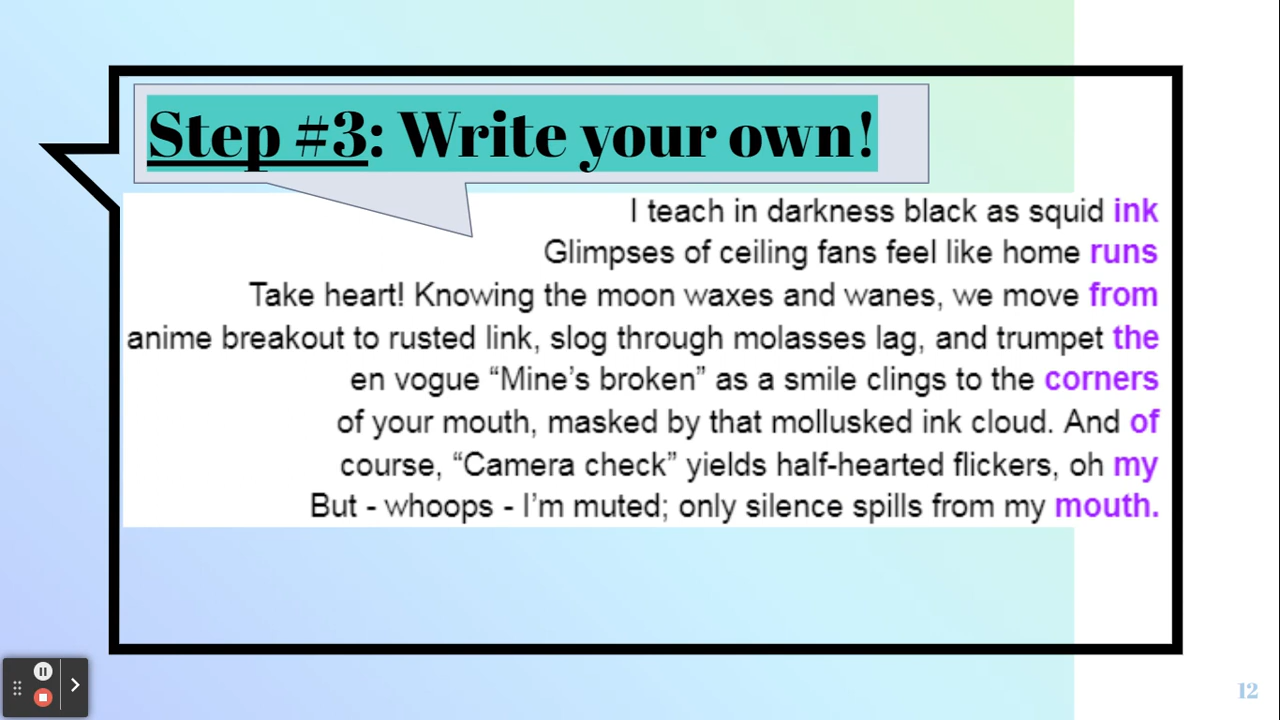 Step #3: Write your own!
I teach in darkness black as squid ink
Glimpses of ceiling fans feel like home runs
Take heart! Knowing the moon waxes and wanes, we move from
anime breakout to rusted link, slog through molasses lag, and trumpet the
en vogue “Mine’s broken” as a smile clings to the corners
of your mouth, masked by that mollusked ink cloud. And of
course, “Camera check” yields half-hearted flickers, oh my
But - whoops - I’m muted; only silence spills from my mouth.
12